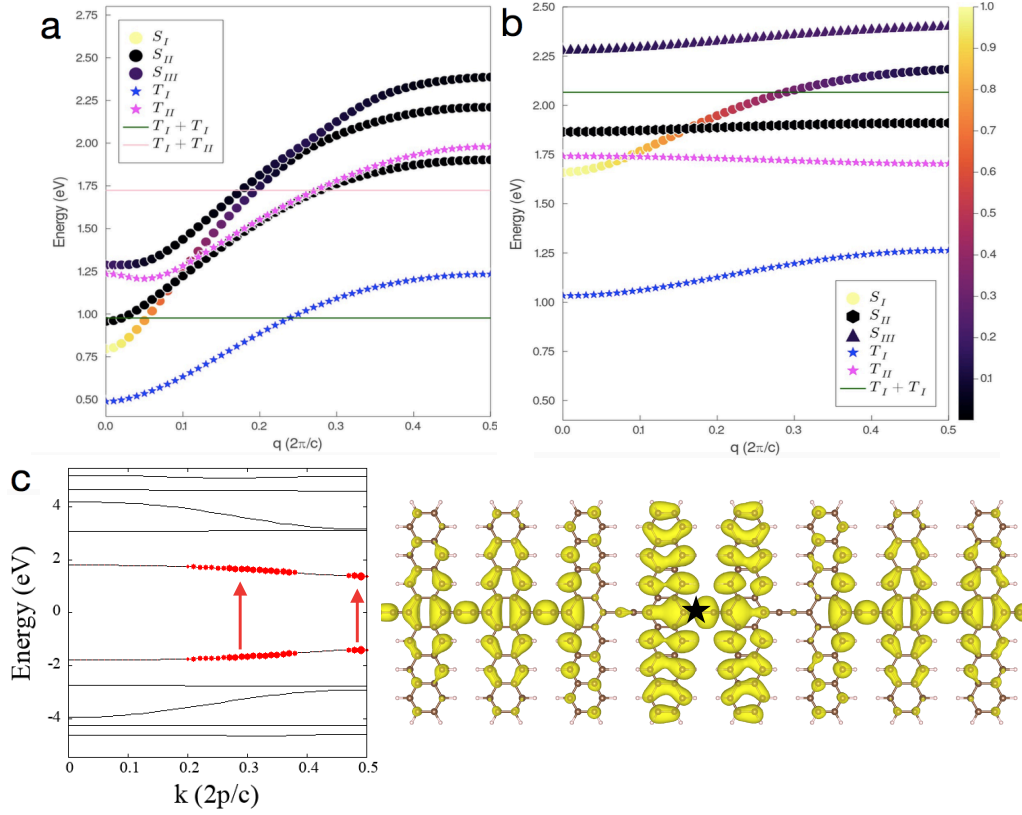 a
2.75
2.50
2.25
2.00
1.75
1.50
1.25
1.00
0.75
0.50
Energy (eV)
S_I
S_II
S_III
T_I
T_II
T_I + T_I
T_I + T_II
0.0 0.1 0.2 0.3 0.4 0.5
q (2π/c)
b
2.50
2.25
2.00
1.75
1.50
1.25
1.00
0.75
0.50
Energy (eV)
S_I
S_II
S_III
T_I
T_II
T_I + T_I
0.0 0.1 0.2 0.3 0.4 0.5
q (2π/c)
1.0
0.9
0.8
0.7
0.6
0.5
0.4
0.3
0.2
0.1
c
4
2
0
-2
-4
Energy (eV)
0 0.1 0.2 0.3 0.4 0.5
k (2p/c)